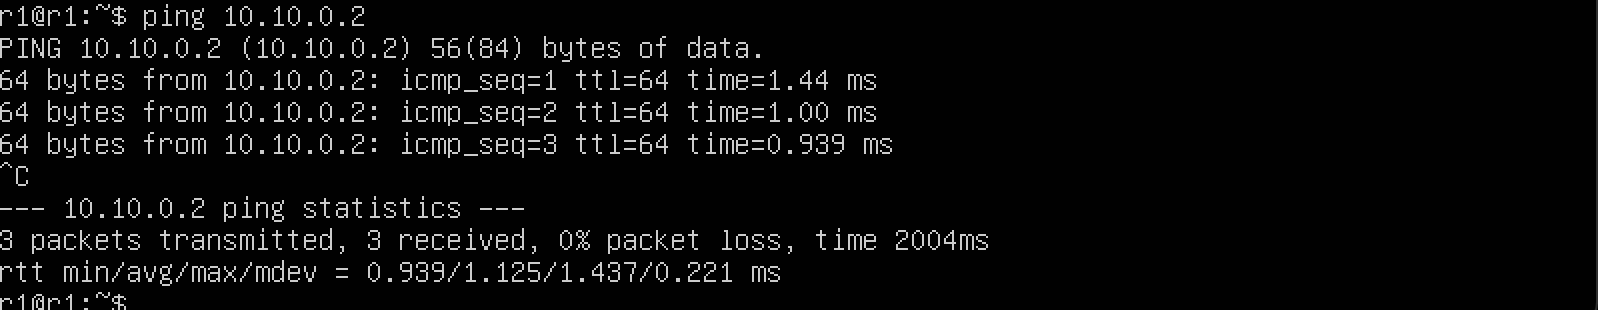 r1@r1:~$ ping 10.10.0.2
PING 10.10.0.2 (10.10.0.2) 56(84) bytes of data.
64 bytes from 10.10.0.2: icmp_seq=1 ttl=64 time=1.44 ms
64 bytes from 10.10.0.2: icmp_seq=2 ttl=64 time=1.00 ms
64 bytes from 10.10.0.2: icmp_seq=3 ttl=64 time=0.939 ms
^C
--- 10.10.0.2 ping statistics ---
3 packets transmitted, 3 received, 0% packet loss, time 2004ms
rtt min/avg/max/mdev = 0.939/1.125/1.437/0.221 ms
r1@r1:~$